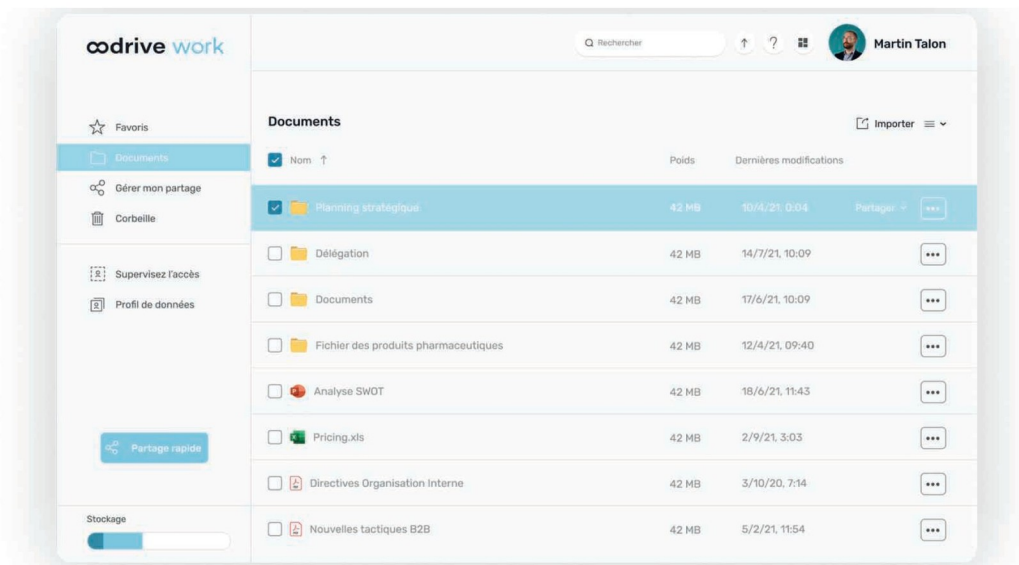 oodrive work
Rechercher
?
Martin Talon
Favoris
Documents
Gérer mon partage
Corbeille
Supervisez l'accès
Profil de données
Partage rapide
Stockage
Documents
Importer
Nom ↑ Poids Dernières modifications
Planning stratégique 42 MB 10/4/21, 0:04 Partager
Délégation 42 MB 14/7/21, 10:09
Documents 42 MB 17/6/21, 10:09
Fichier des produits pharmaceutiques 42 MB 12/4/21, 09:40
Analyse SWOT 42 MB 18/6/21, 11:43
Pricing.xls 42 MB 2/9/21, 3:03
Directives Organisation Interne 42 MB 3/10/20, 7:14
Nouvelles tactiques B2B 42 MB 5/2/21, 11:54